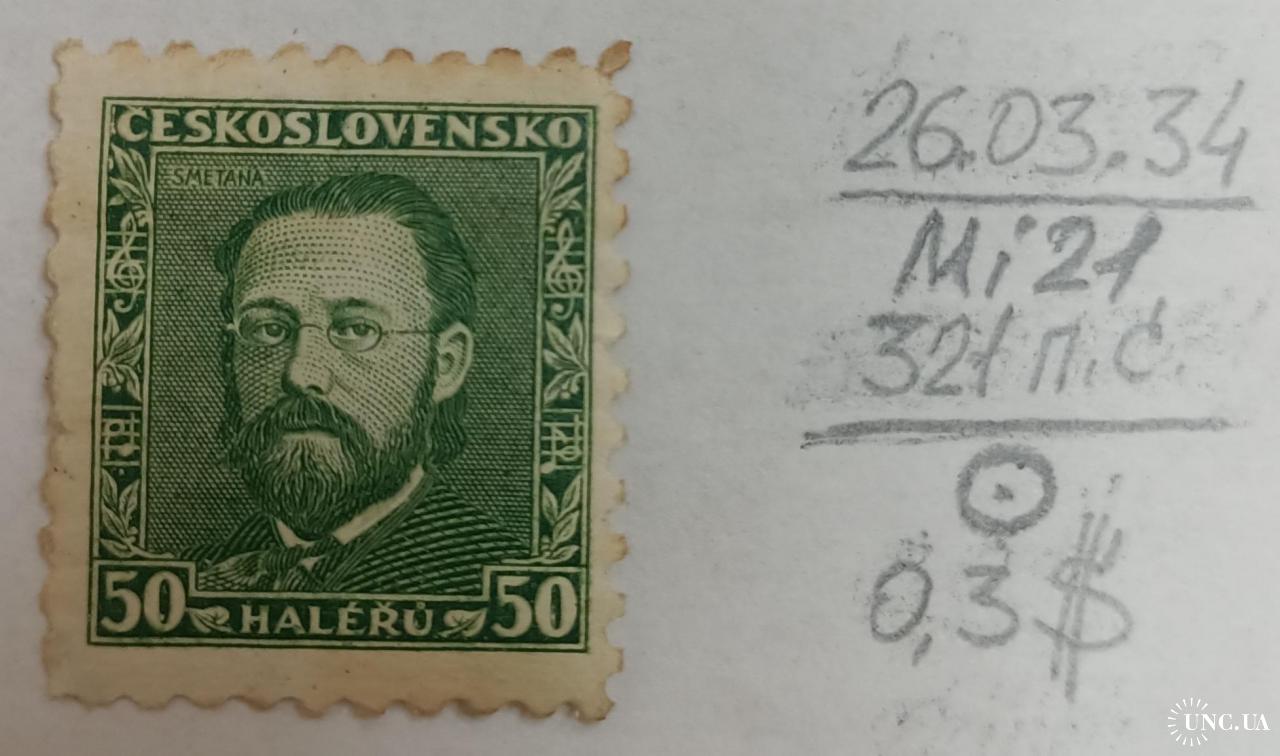 ČESKOSLOVENSKO
SMETANA
50 HALÉŘŮ 50
26.03.34
Mi 21
321 п.с.
0,3 $
UNC.UA